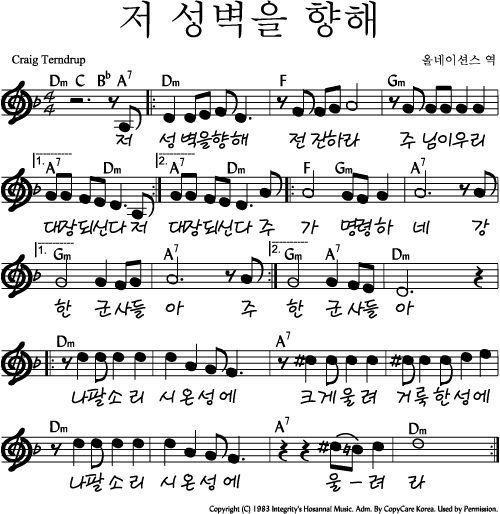 저 성벽을 향해
Craig Terndrup 올네이션스 역
Dm C Bb A7 Dm F Gm
4 4
저 성 벽을향해 전 진하라 주 님이우리
1. A7 Dm 2. A7 Dm F Gm A7
대장되신다 저 대장되신다 주 가 명령하 네 강
1. Gm A7 2. Gm Dm
한 군사들 아 주 한 군사들 아
Dm A7
나팔소리 시온성에 크게울려 거룩한성에
Dm A7 Dm
나팔소리 시온성에 울-려 라
Copyright (C) 1983 Integrity's Hosanna! Music. Adm. By CopyCare Korea. Used by Permission.